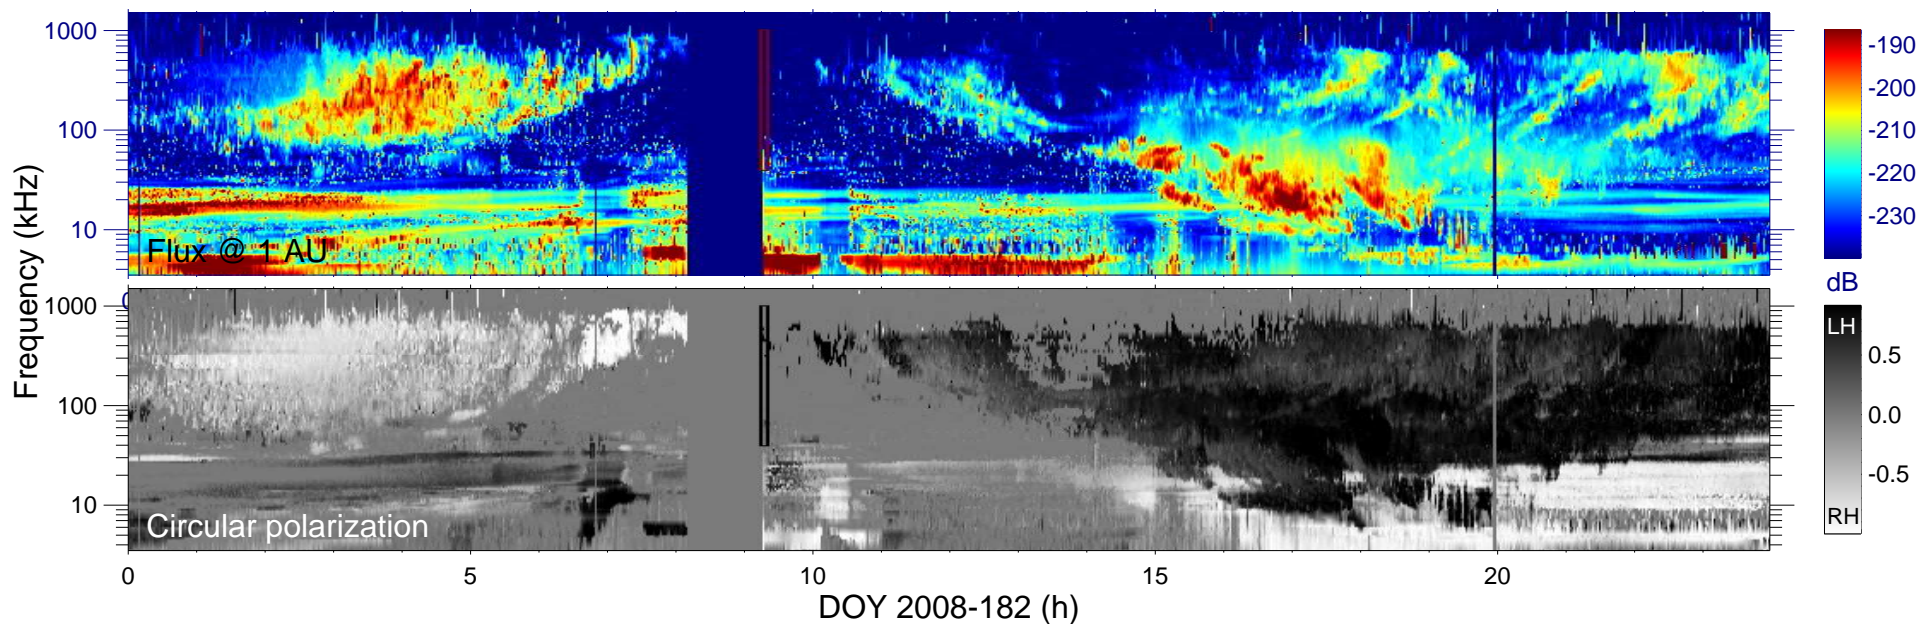 1000
100
10
Flux @ 1 AU
-190
-200
-210
-220
-230
dB
Frequency (kHz)
0
1000
100
10
Circular polarization
LH
0.5
0.0
-0.5
RH
0 5 10 15 20
DOY 2008-182 (h)